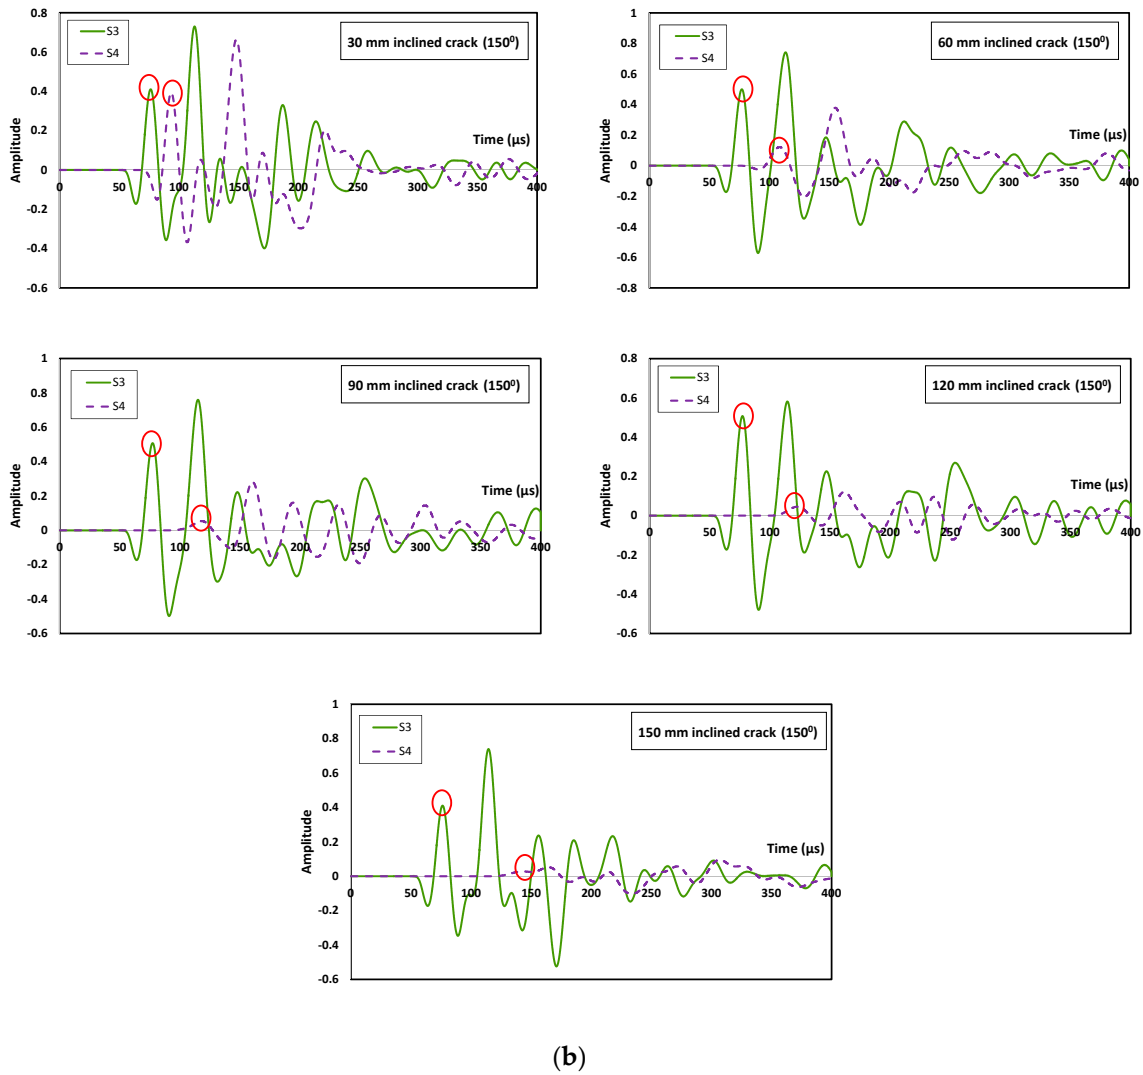 0.8
0.6
0.4
0.2
0
-0.2
-0.4
-0.6
Amplitude
S3
S4
30 mm inclined crack (150⁰)
Time (µs)
0 50 100 150 200 250 300 350 400
1
0.8
0.6
0.4
0.2
0
-0.2
-0.4
-0.6
-0.8
Amplitude
S3
S4
60 mm inclined crack (150⁰)
Time (µs)
0 50 100 150 200 250 300 350 400
1
0.8
0.6
0.4
0.2
0
-0.2
-0.4
-0.6
Amplitude
S3
S4
90 mm inclined crack (150⁰)
Time (µs)
0 50 100 150 200 250 300 350 400
0.8
0.6
0.4
0.2
0
-0.2
-0.4
-0.6
Amplitude
S3
S4
120 mm inclined crack (150⁰)
Time (µs)
0 50 100 150 200 250 300 350 400
1
0.8
0.6
0.4
0.2
0
-0.2
-0.4
-0.6
Amplitude
S3
S4
150 mm inclined crack (150⁰)
Time (µs)
0 50 100 150 200 250 300 350 400
(b)